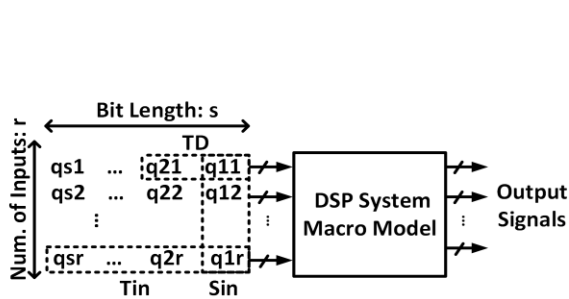 Bit Length: s
Num. of Inputs: r
TD
qs1 ... q21 q11
qs2 ... q22 q12
qsr ... q2r q1r
Tin Sin
DSP System
Macro Model
Output
Signals